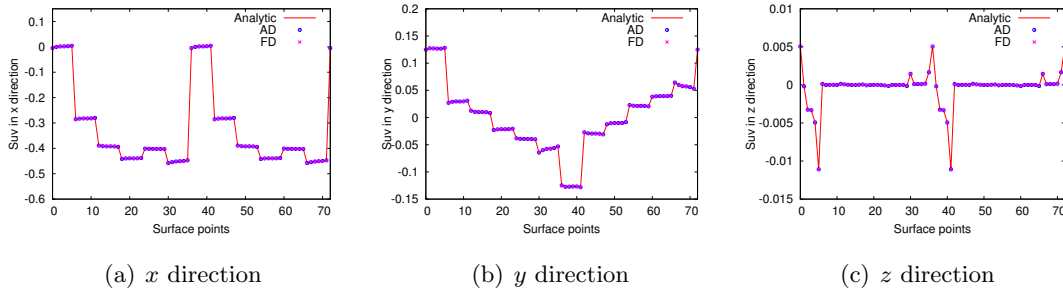 Analytic
AD
FD
0.1
0
-0.1
-0.2
-0.3
-0.4
-0.5
-0.6
Suv in x direction
0 10 20 30 40 50 60 70
Surface points
(a) x direction
Analytic
AD
FD
0.15
0.1
0.05
0
-0.05
-0.1
-0.15
Suv in y direction
0 10 20 30 40 50 60 70
Surface points
(b) y direction
Analytic
AD
FD
0.01
0.005
0
-0.005
-0.01
-0.015
Suv in z direction
0 10 20 30 40 50 60 70
Surface points
(c) z direction